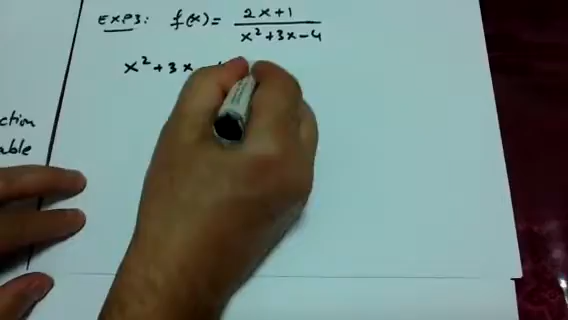 EXP3: f(x) = (2x+1)/(x²+3x-4)
x²+3x -
ction
able